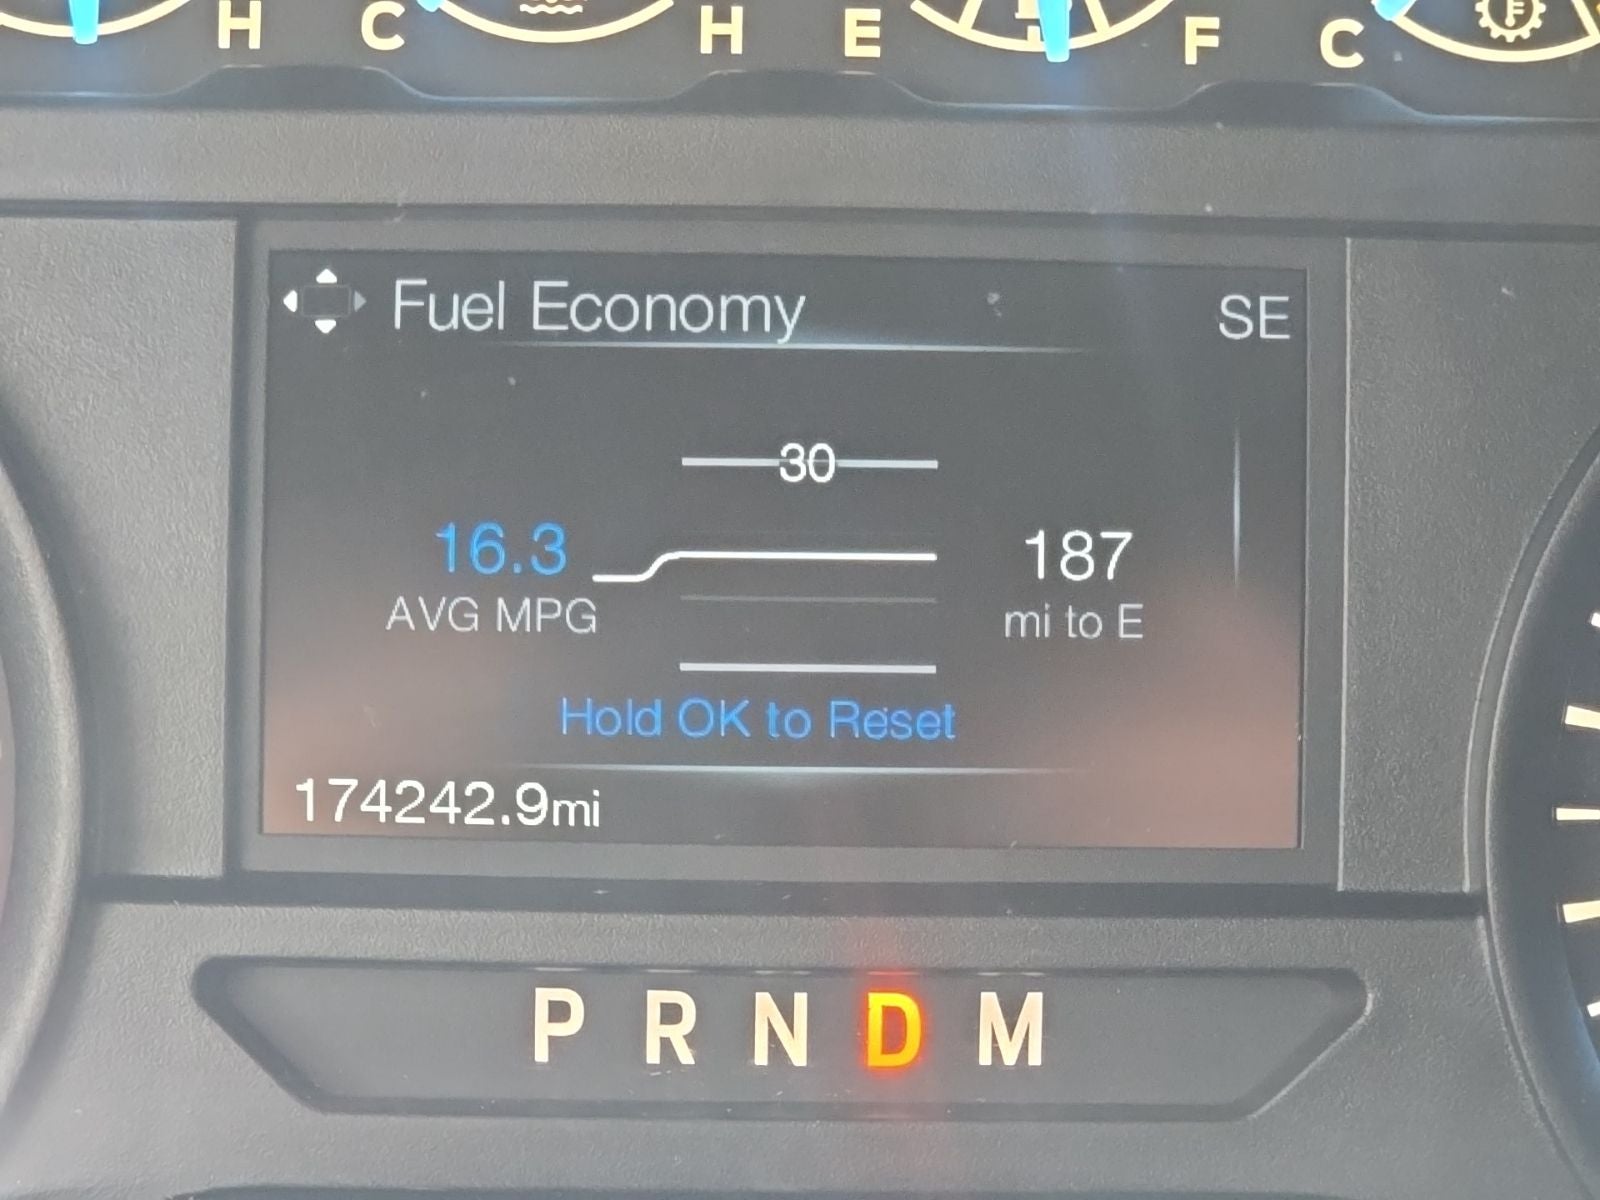 H C H E F C
F
Fuel Economy SE
30
16.3 187
AVG MPG mi to E
Hold OK to Reset
174242.9mi
P R N D M